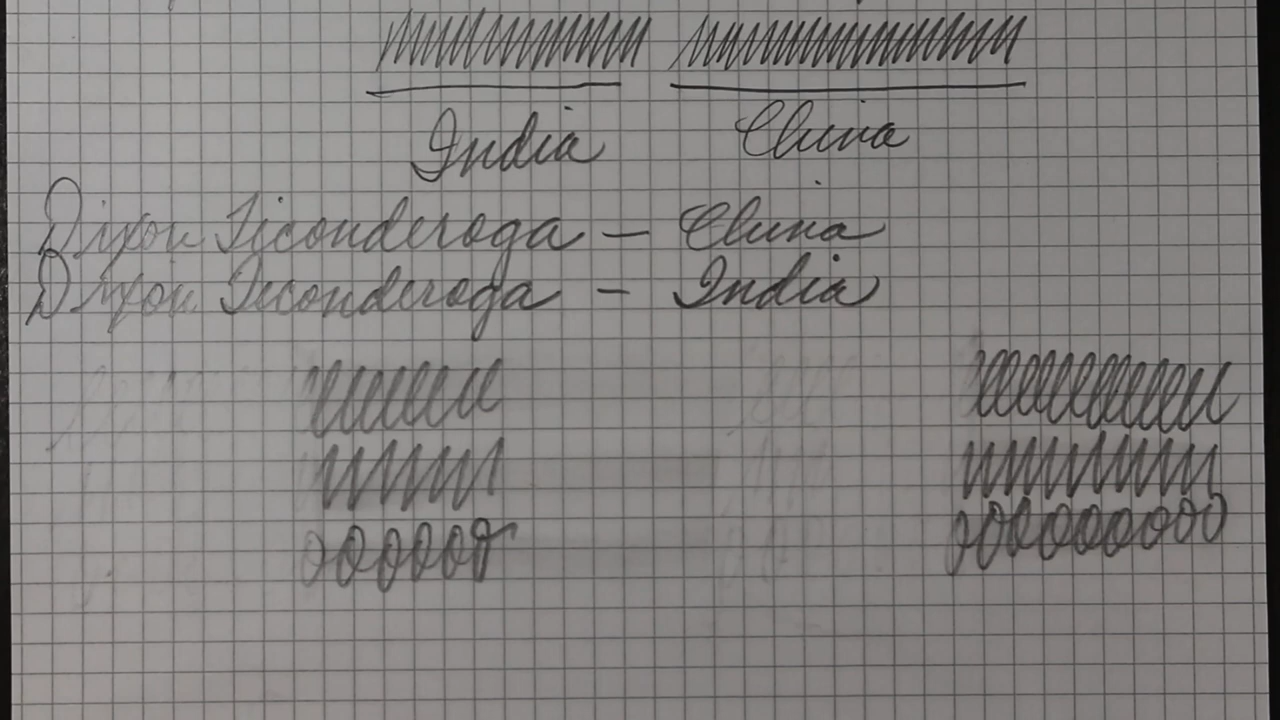 India China
Dixon Ticonderoga – China
Dixon Ticonderoga – India